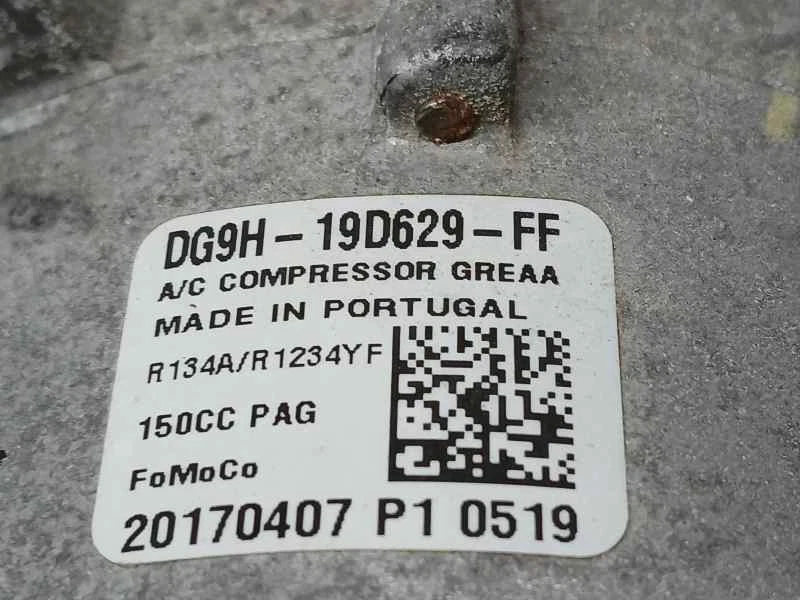 DG9H-19D629-FF
A/C COMPRESSOR GREAA
MADE IN PORTUGAL
R134A/R1234YF
150CC PAG
FoMoCo
20170407 P1 0519